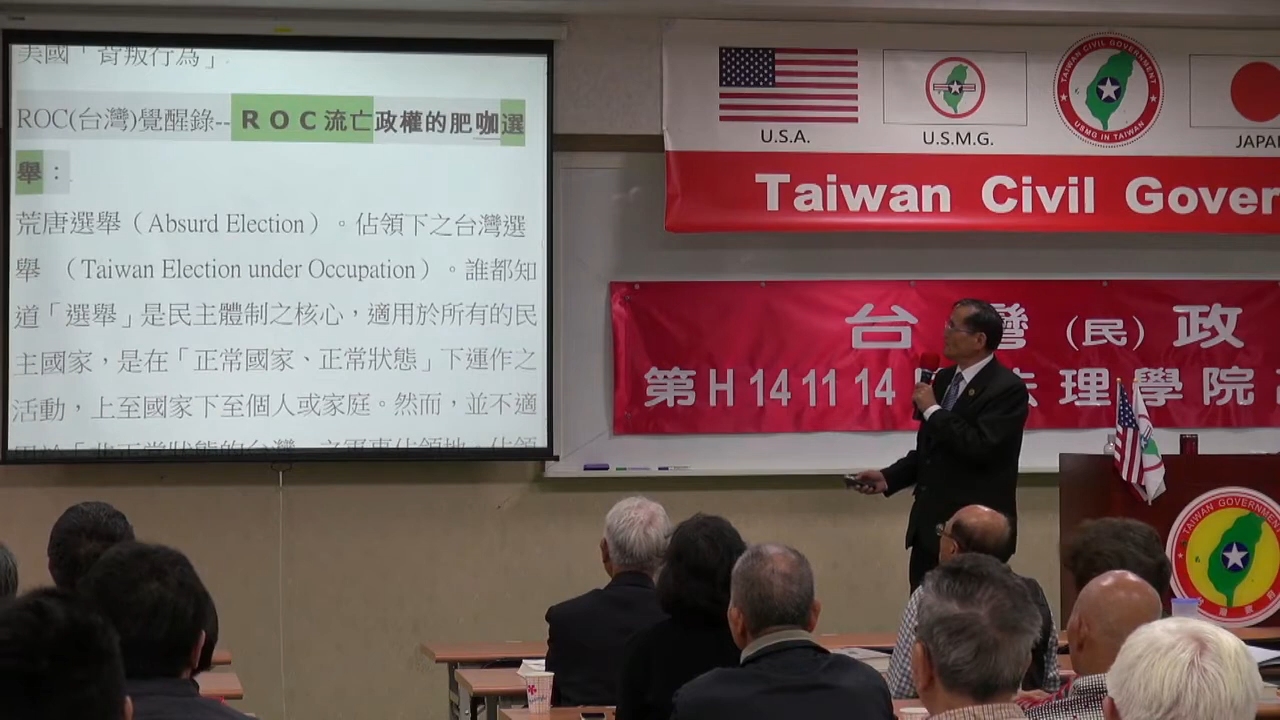 美國「背叛行為」
ROC(台灣)覺醒錄--ＲＯＣ流亡政權的肥咖選
舉：
荒唐選舉（Absurd Election）。佔領下之台灣選
舉 （Taiwan Election under Occupation）。誰都知
道「選舉」是民主體制之核心，適用於所有的民
主國家，是在「正常國家、正常狀態」下運作之
活動，上至國家下至個人或家庭。然而，並不適
U.S.A.
U.S.M.G.
TAIWAN CIVIL GOVERNMENT
USMG IN TAIWAN
JAPA
Taiwan Civil Gover
台灣(民)政
第H 14 11 14
法理學院
TAIWAN GOVERNMENT